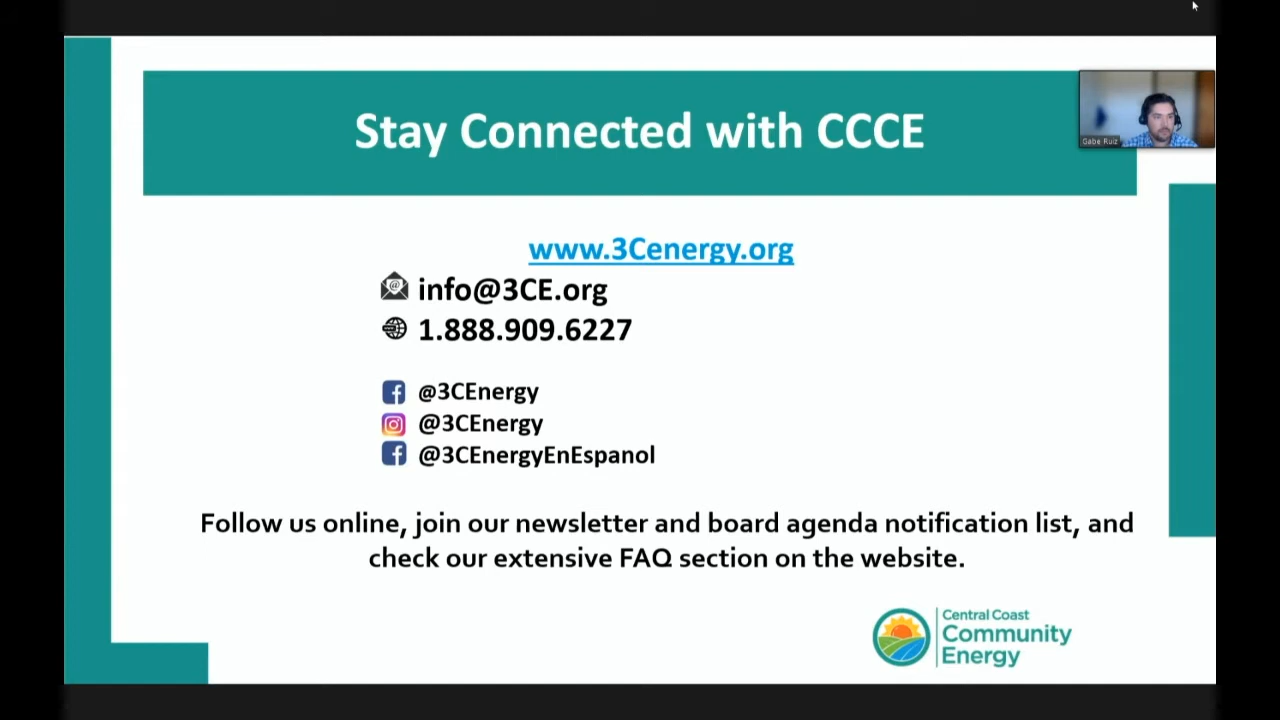 Stay Connected with CCCE
Gabe Ruiz
www.3Cenergy.org
info@3CE.org
1.888.909.6227
@3CEnergy
@3CEnergy
@3CEnergyEnEspanol
Follow us online, join our newsletter and board agenda notification list, and
check our extensive FAQ section on the website.
Central Coast
Community
Energy